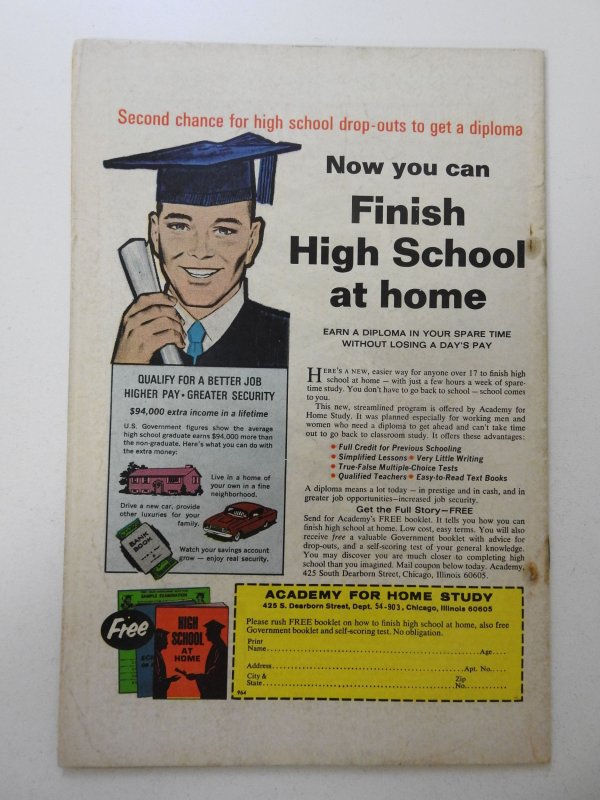 Second chance for high school drop-outs to get a diploma
Now you can
Finish
High School
at home
EARN A DIPLOMA IN YOUR SPARE TIME
WITHOUT LOSING A DAY'S PAY
QUALIFY FOR A BETTER JOB
HIGHER PAY • GREATER SECURITY
$94,000 extra income in a lifetime
U.S. Government figures show the average
high school graduate earns $94,000 more than
the non-graduate. Here's what you can do with
the extra money:
Live in a home of
your own in a fine
neighborhood.
Drive a new car, provide
other luxuries for your
family.
BANK
BOOK
Watch your savings account
grow — enjoy real security.
HERE'S A NEW, easier way for anyone over 17 to finish high
school at home — with just a few hours a week of spare-
time study. You don't have to go back to school — school comes
to you.
This new, streamlined program is offered by Academy for
Home Study. It was planned especially for working men and
women who need a diploma to get ahead and can't take time
out to go back to classroom study. It offers these advantages:
• Full Credit for Previous Schooling
• Simplified Lessons • Very Little Writing
• True-False Multiple-Choice Tests
• Qualified Teachers • Easy-to-Read Text Books
A diploma means a lot today — in prestige and in cash, and in
greater job opportunities—increased job security.
Get the Full Story—FREE
Send for Academy's FREE booklet. It tells you how you can
finish high school at home. Low cost, easy terms. You will also
receive free a valuable Government booklet with advice for
drop-outs, and a self-scoring test of your general knowledge.
You may discover you are much closer to completing high
school than you imagined. Mail coupon below today. Academy,
425 South Dearborn Street, Chicago, Illinois 60605.
SAMPLE EXAMINATION
Free
HIGH
SCHOOL
AT
HOME
ACADEMY FOR HOME STUDY
425 S. Dearborn Street, Dept. 54-903, Chicago, Illinois 60605
Please rush FREE booklet on how to finish high school at home, also free
Government booklet and self-scoring test. No obligation.
Print
Name Age
Address Apt. No.
City & Zip
State No.
964